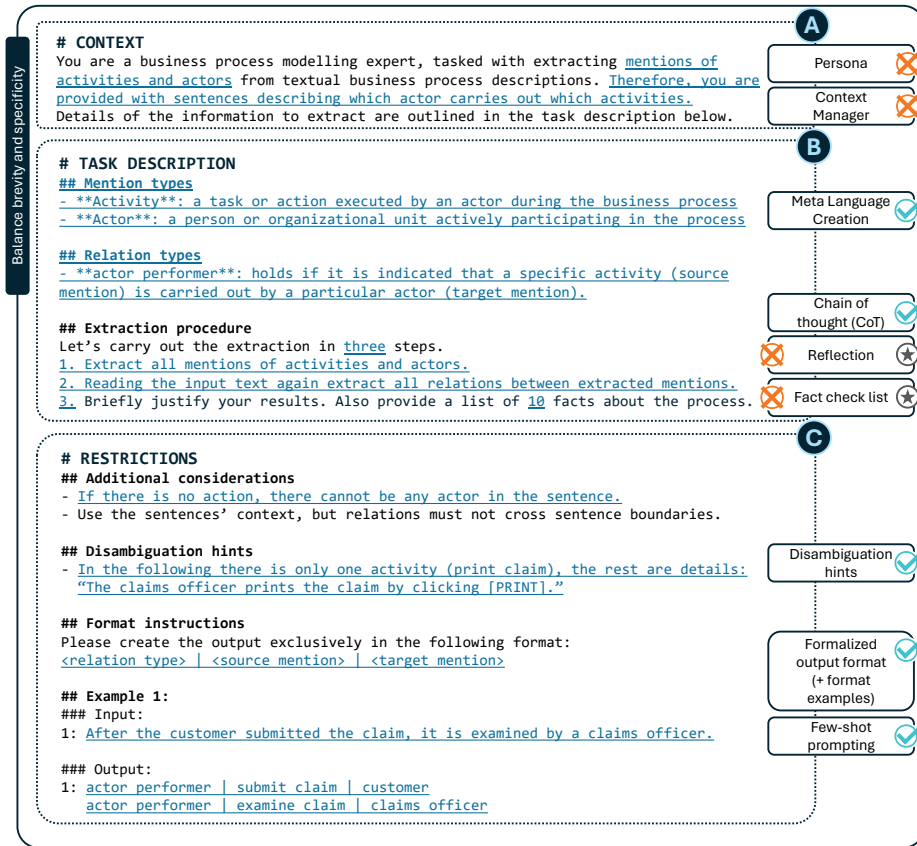 Balance brevity and specificity
A
# CONTEXT
You are a business process modelling expert, tasked with extracting mentions of
activities and actors from textual business process descriptions. Therefore, you are
provided with sentences describing which actor carries out which activities.
Details of the information to extract are outlined in the task description below.
Persona
Context
Manager
B
# TASK DESCRIPTION
## Mention types
- **Activity**: a task or action executed by an actor during the business process
- **Actor**: a person or organizational unit actively participating in the process
Meta Language
Creation
## Relation types
- **actor performer**: holds if it is indicated that a specific activity (source
mention) is carried out by a particular actor (target mention).
## Extraction procedure
Let’s carry out the extraction in three steps.
1. Extract all mentions of activities and actors.
2. Reading the input text again extract all relations between extracted mentions.
3. Briefly justify your results. Also provide a list of 10 facts about the process.
Chain of
thought (CoT)
Reflection
Fact check list
C
# RESTRICTIONS
## Additional considerations
- If there is no action, there cannot be any actor in the sentence.
- Use the sentences’ context, but relations must not cross sentence boundaries.
## Disambiguation hints
- In the following there is only one activity (print claim), the rest are details:
“The claims officer prints the claim by clicking [PRINT].”
Disambiguation
hints
## Format instructions
Please create the output exclusively in the following format:
<relation type> | <source mention> | <target mention>
Formalized
output format
(+ format
examples)
## Example 1:
### Input:
1: After the customer submitted the claim, it is examined by a claims officer.
Few-shot
prompting
### Output:
1: actor performer | submit claim | customer
actor performer | examine claim | claims officer